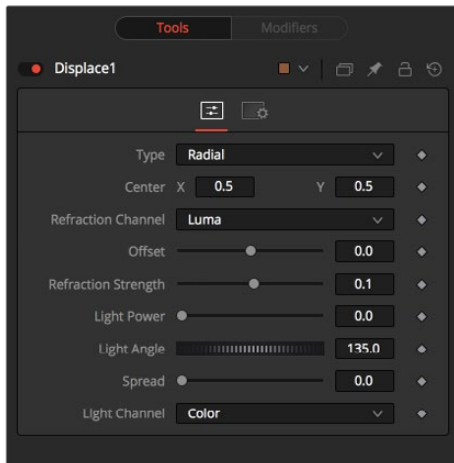 Tools Modifiers
Displace1
Type Radial
Center X 0.5 Y 0.5
Refraction Channel Luma
Offset 0.0
Refraction Strength 0.1
Light Power 0.0
Light Angle 135.0
Spread 0.0
Light Channel Color